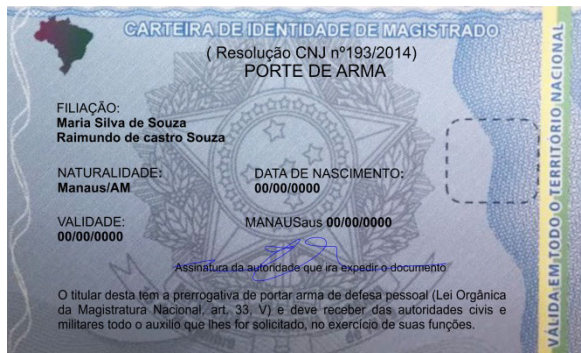 CARTEIRA DE IDENTIDADE DE MAGISTRADO
( Resolução CNJ nº193/2014)
PORTE DE ARMA
FILIAÇÃO:
Maria Silva de Souza
Raimundo de castro Souza
NATURALIDADE:
Manaus/AM
DATA DE NASCIMENTO:
00/00/0000
VALIDADE:
00/00/0000
MANAUSaus 00/00/0000
Assinatura da autoridade que ira expedir o documento
O titular desta tem a prerrogativa de portar arma de defesa pessoal (Lei Orgânica
da Magistratura Nacional, art. 33, V) e deve receber das autoridades civis e
militares todo o auxilio que lhes for solicitado, no exercício de suas funções.
VÁLIDA EM TODO O TERRITÓRIO NACIONAL